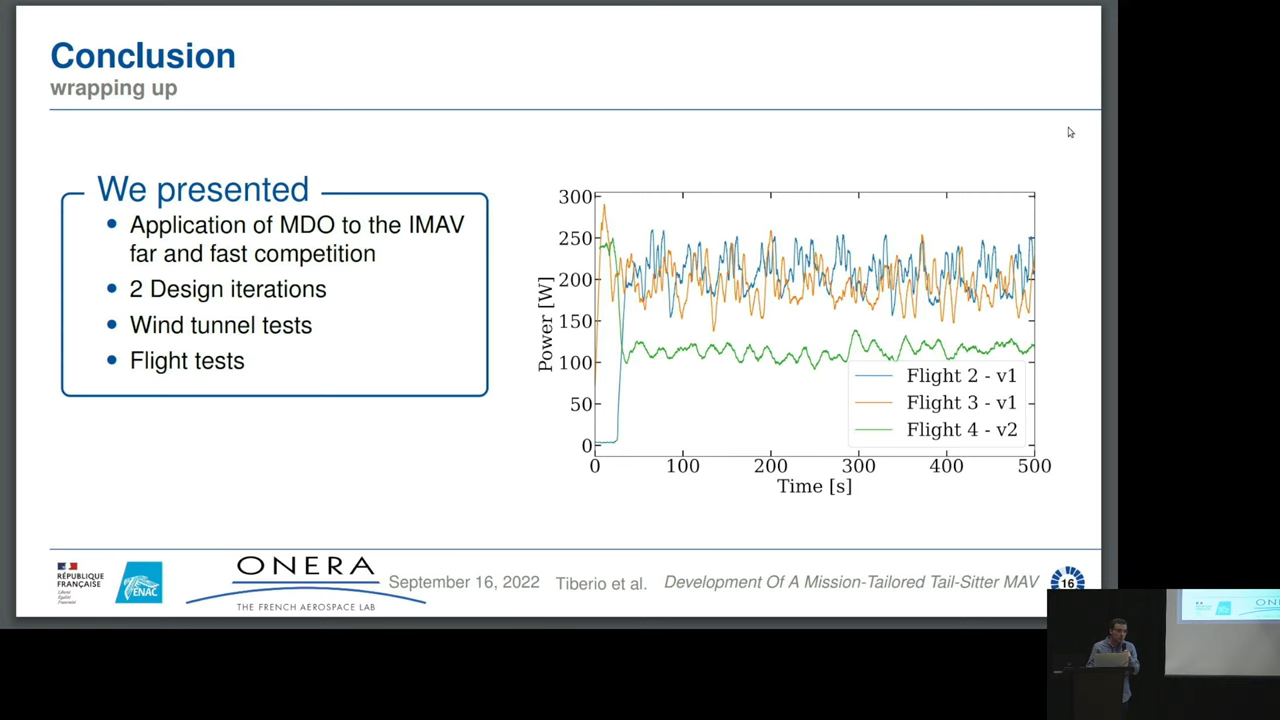 Conclusion
wrapping up
We presented
• Application of MDO to the IMAV
far and fast competition
• 2 Design iterations
• Wind tunnel tests
• Flight tests
300
250
200
150
100
50
0
Power [W]
0 100 200 300 400 500
Time [s]
Flight 2 - v1
Flight 3 - v1
Flight 4 - v2
RÉPUBLIQUE
FRANÇAISE
Liberté
Égalité
Fraternité
ENAC
ONERA
THE FRENCH AEROSPACE LAB
September 16, 2022
Tiberio et al.
Development Of A Mission-Tailored Tail-Sitter MAV
16